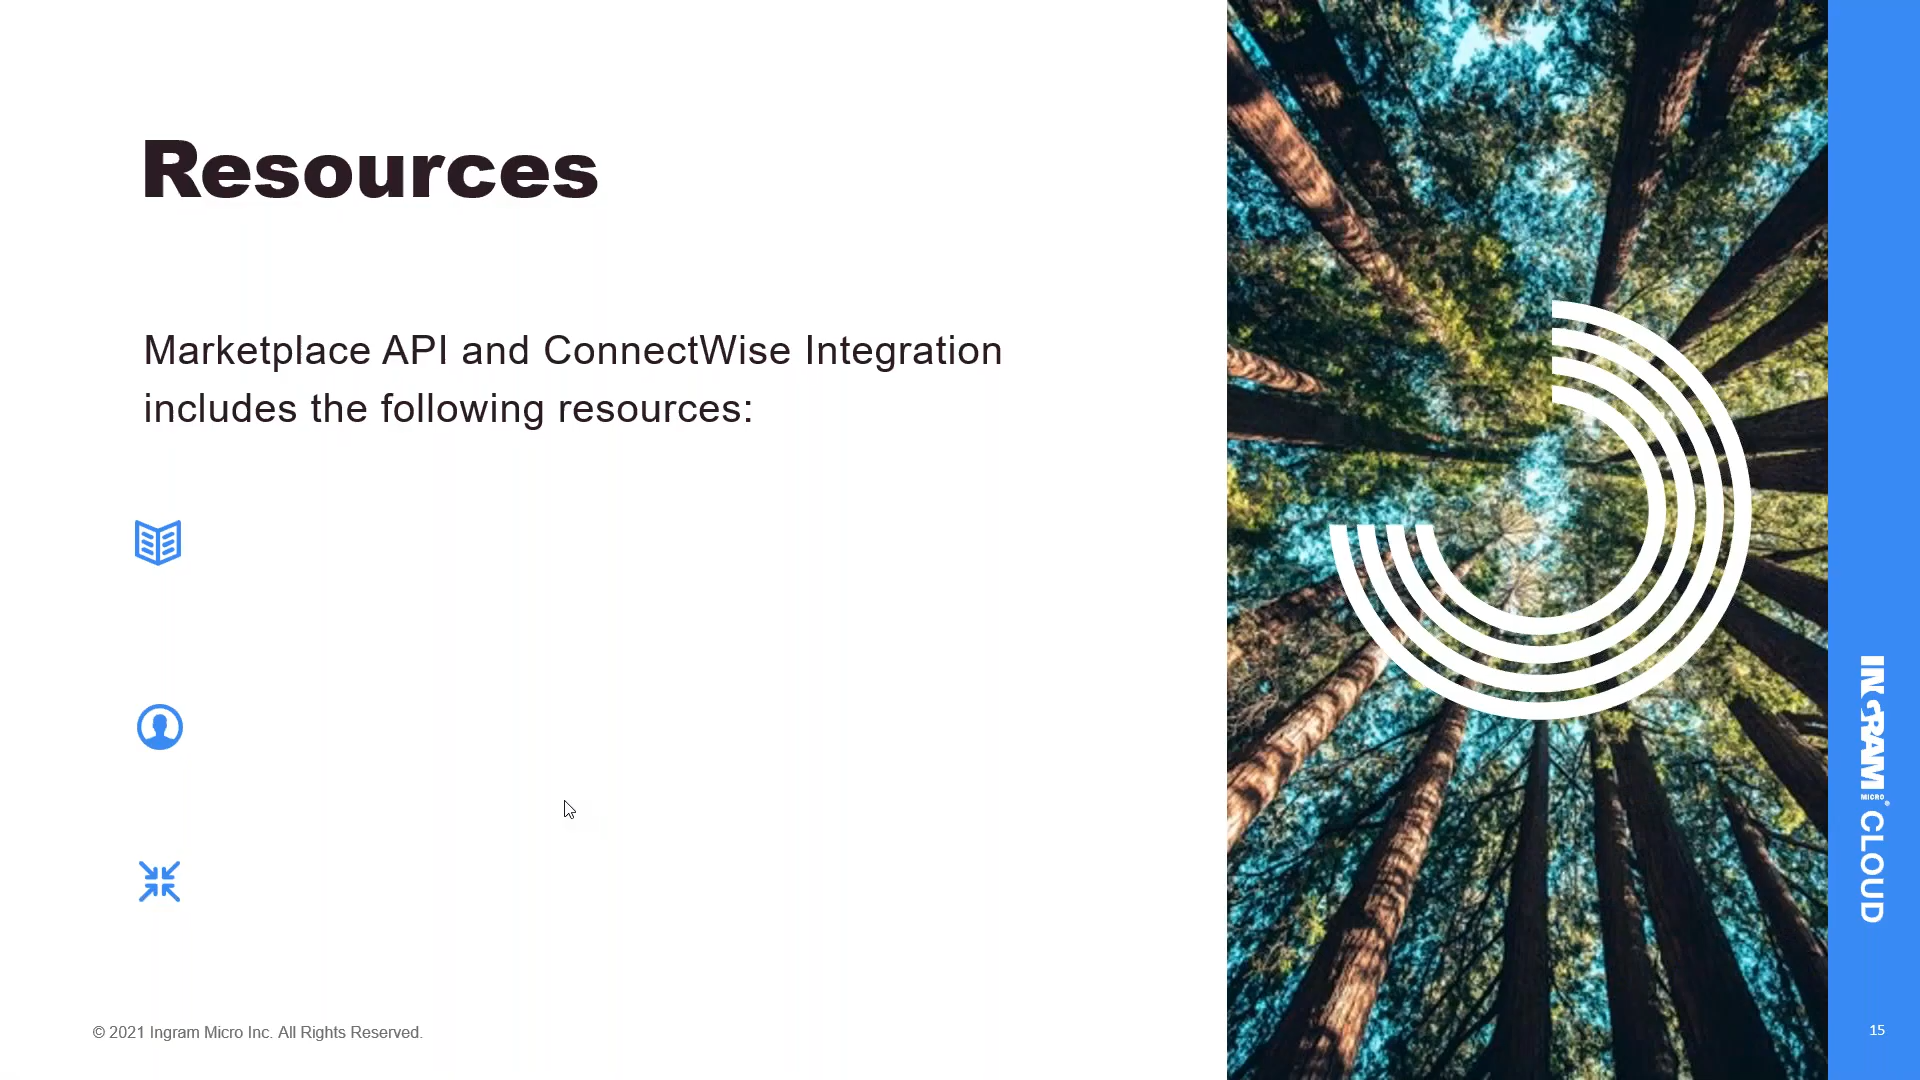 Resources
Marketplace API and ConnectWise Integration
includes the following resources:
© 2021 Ingram Micro Inc. All Rights Reserved.
INGRAM MICRO® CLOUD
15